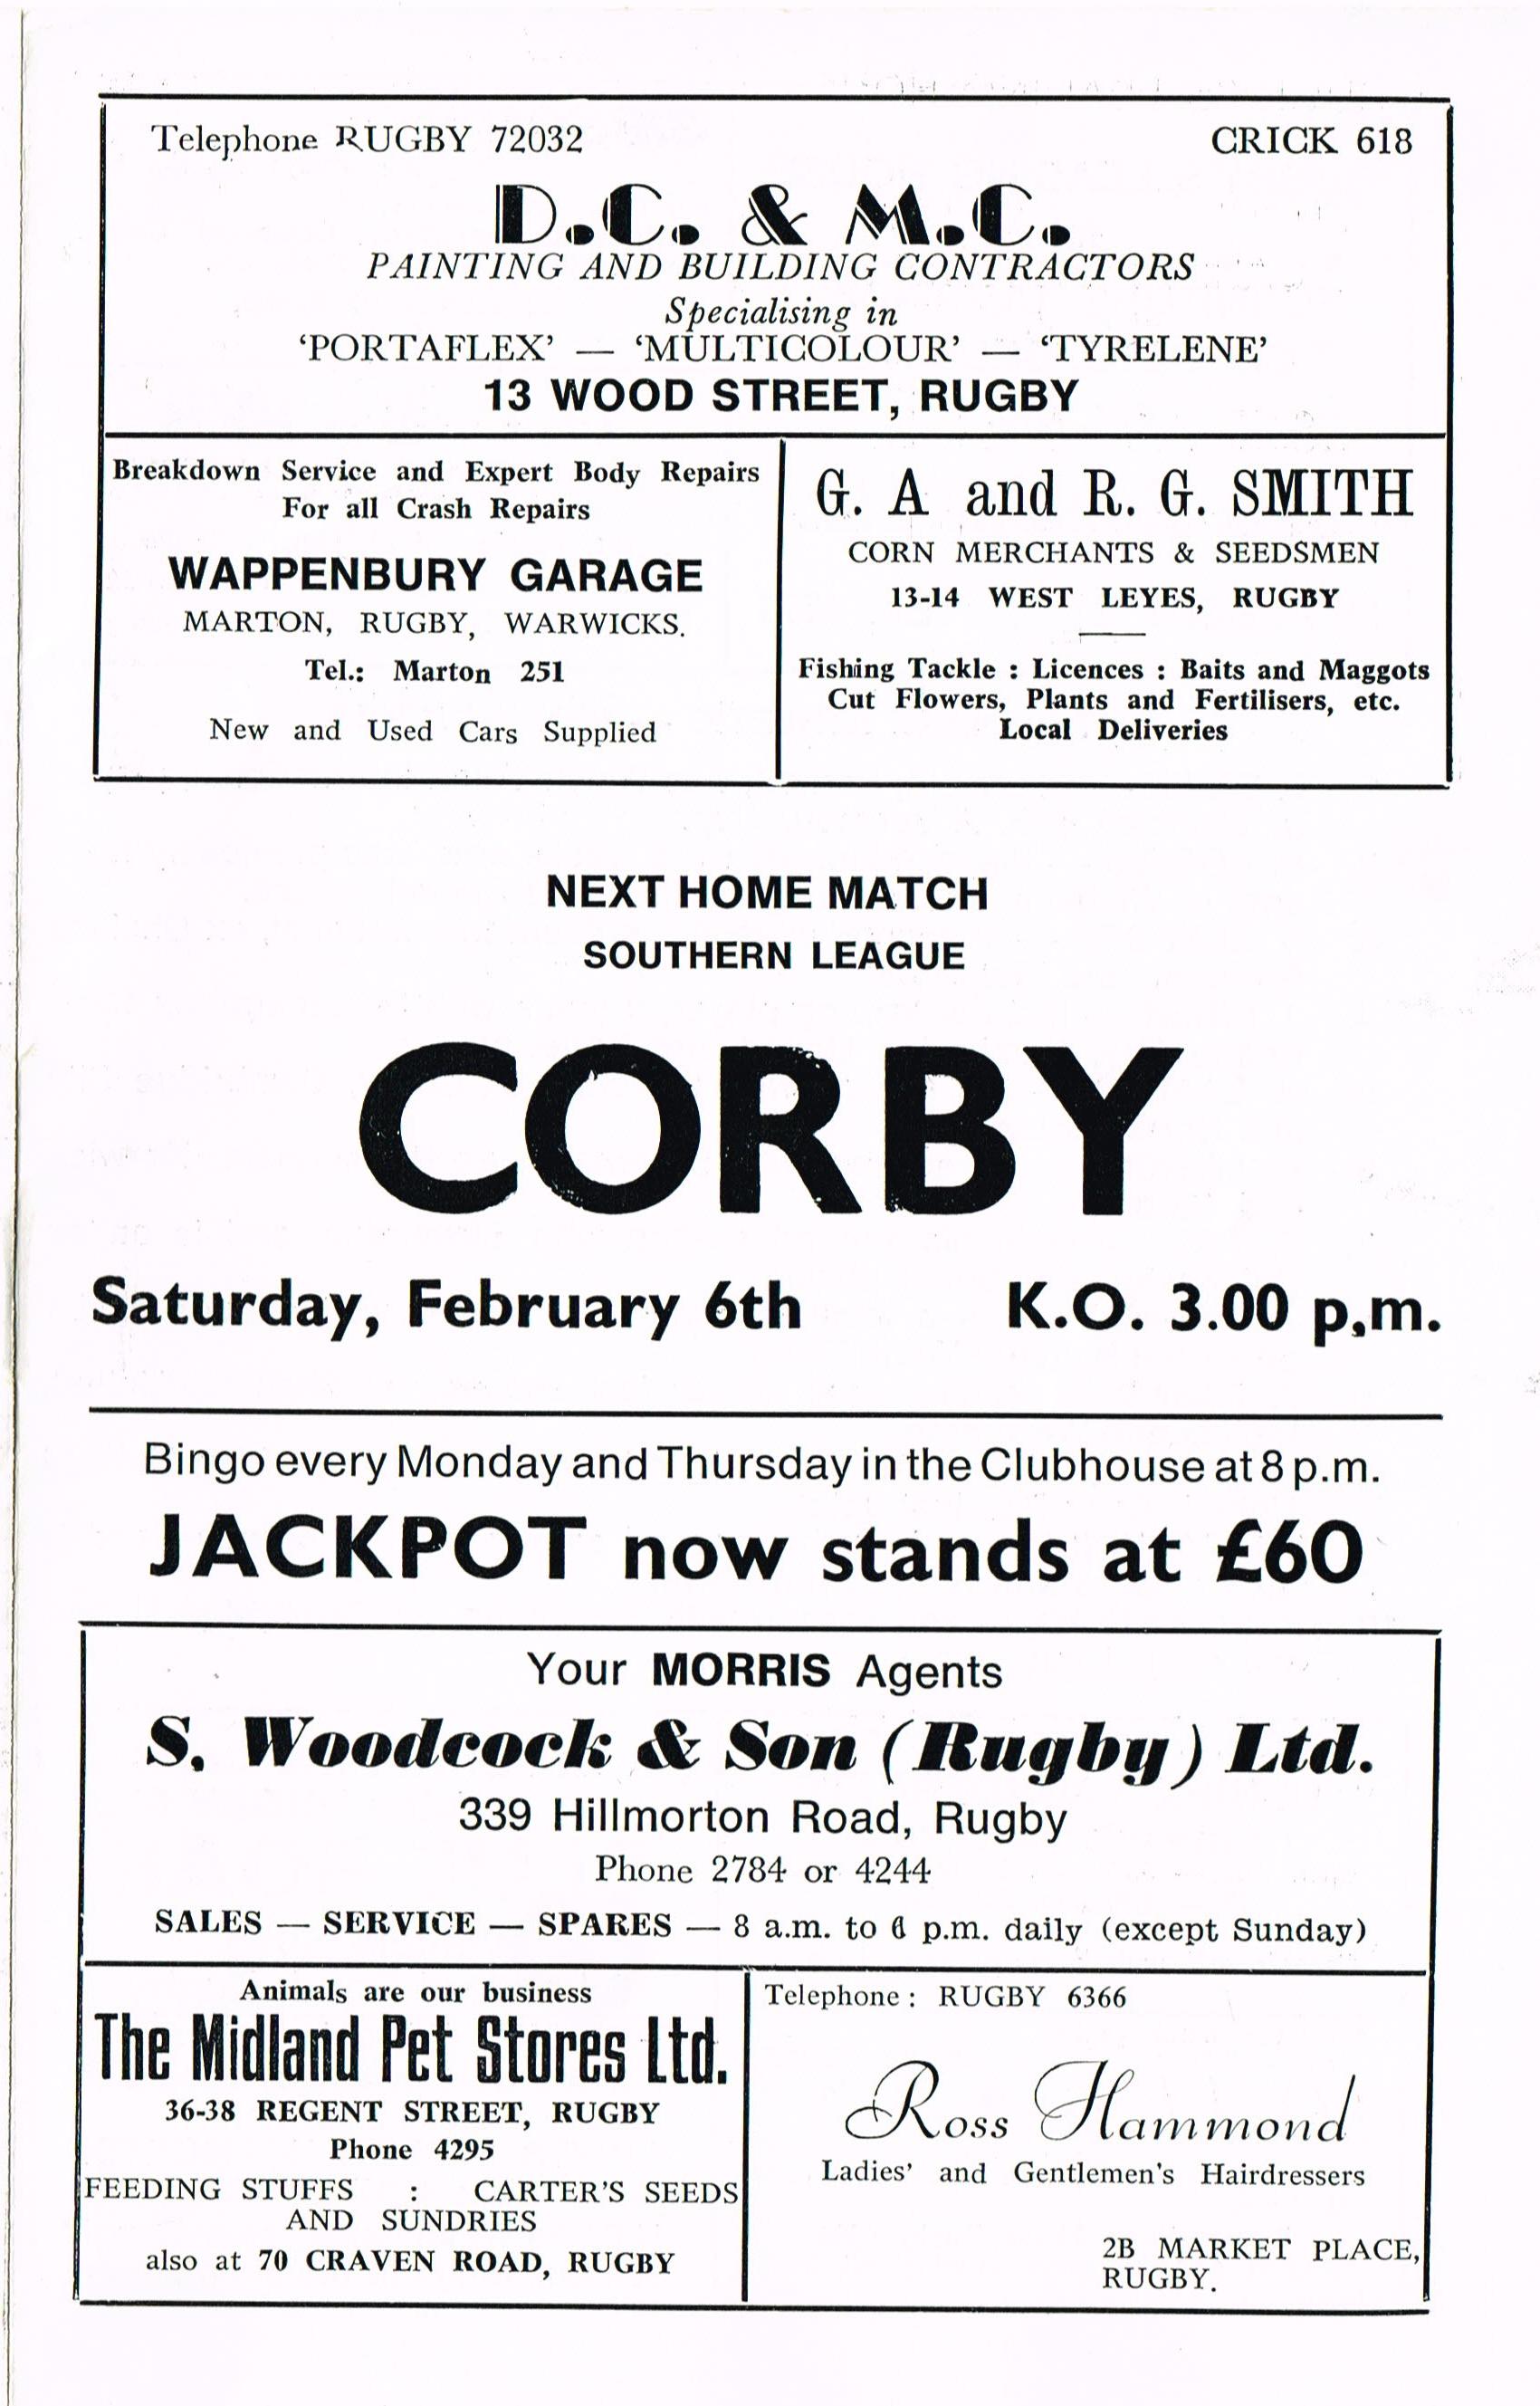 Telephone RUGBY 72032 CRICK 618
D.C. & M.C.
PAINTING AND BUILDING CONTRACTORS
Specialising in
‘PORTAFLEX’ — ‘MULTICOLOUR’ — ‘TYRELENE’
13 WOOD STREET, RUGBY
Breakdown Service and Expert Body Repairs
For all Crash Repairs
WAPPENBURY GARAGE
MARTON, RUGBY, WARWICKS.
Tel.: Marton 251
New and Used Cars Supplied
G. A and R. G. SMITH
CORN MERCHANTS & SEEDSMEN
13-14 WEST LEYES, RUGBY
Fishing Tackle : Licences : Baits and Maggots
Cut Flowers, Plants and Fertilisers, etc.
Local Deliveries
NEXT HOME MATCH
SOUTHERN LEAGUE
CORBY
Saturday, February 6th K.O. 3.00 p,m.
Bingo every Monday and Thursday in the Clubhouse at 8 p.m.
JACKPOT now stands at £60
Your MORRIS Agents
S. Woodcock & Son (Rugby) Ltd.
339 Hillmorton Road, Rugby
Phone 2784 or 4244
SALES — SERVICE — SPARES — 8 a.m. to 6 p.m. daily (except Sunday)
Animals are our business
The Midland Pet Stores Ltd.
36-38 REGENT STREET, RUGBY
Phone 4295
FEEDING STUFFS : CARTER'S SEEDS
AND SUNDRIES
also at 70 CRAVEN ROAD, RUGBY
Telephone : RUGBY 6366
Ross Hammond
Ladies' and Gentlemen's Hairdressers
2B MARKET PLACE,
RUGBY.